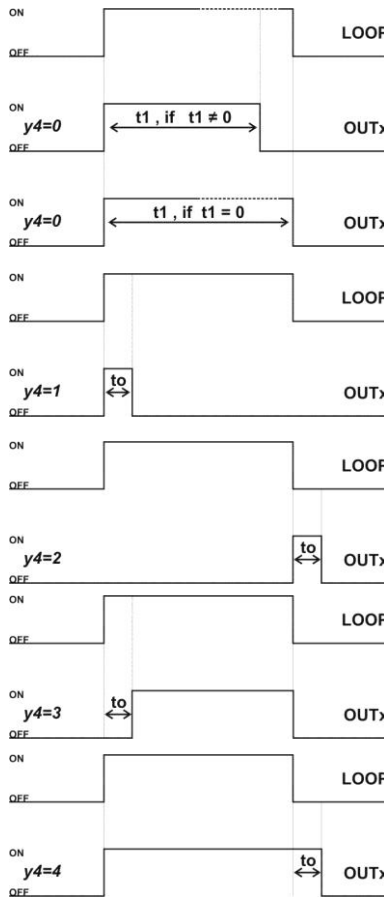 ON
LOOP
OFF
ON
t1 , if t1 ≠ 0
y4=0 OUTx
OFF
ON
y4=0 t1 , if t1 = 0 OUTx
OFF
ON
LOOP
OFF
ON
to
y4=1 OUTx
OFF
ON
LOOP
OFF
ON
to
y4=2 OUTx
OFF
ON
LOOP
OFF
ON
to
y4=3 OUTx
OFF
ON
LOOP
OFF
ON
to
y4=4 OUTx
OFF